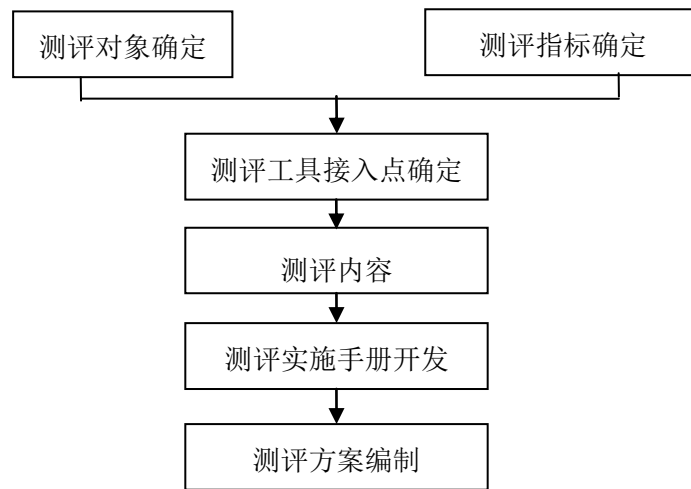 测评对象确定
测评指标确定
测评工具接入点确定
测评内容
测评实施手册开发
测评方案编制